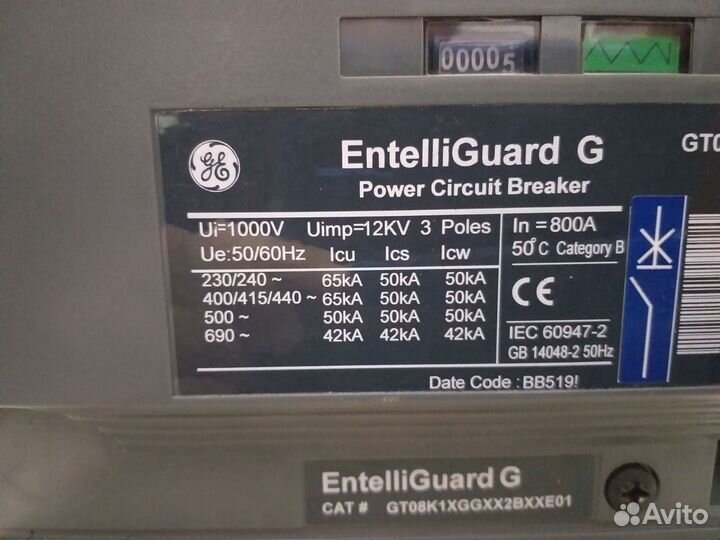 00005
EntelliGuard G
GT0
Power Circuit Breaker
GE
Ui=1000V Uimp=12KV 3 Poles
In = 800A
Ue:50/60Hz Icu Ics Icw
50°C Category B
230/240 ~ 65kA 50kA 50kA
400/415/440 ~ 65kA 50kA 50kA
500 ~ 50kA 50kA 50kA
690 ~ 42kA 42kA 42kA
CE
IEC 60947-2
GB 14048-2 50Hz
Date Code : BB519!
EntelliGuard G
CAT # GT08K1XGGXX2BXXE01
Avito